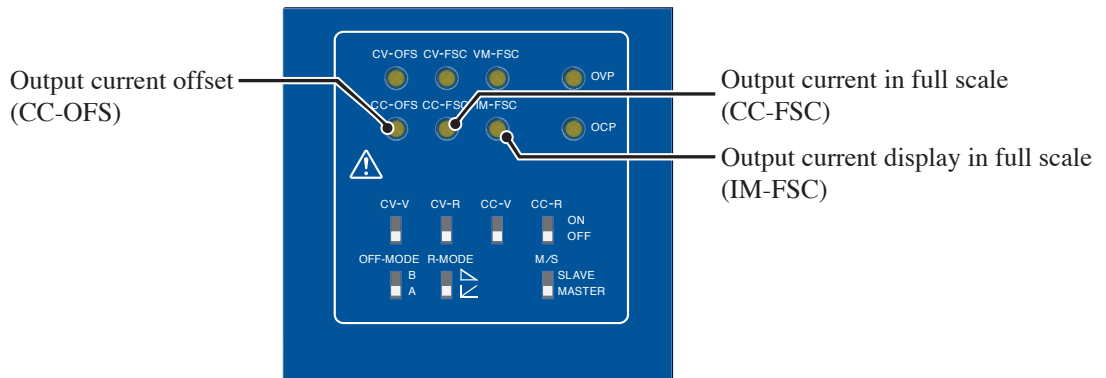 Output current offset
(CC-OFS)
CV-OFS CV-FSC VM-FSC
OVP
CC-OFS CC-FSC IM-FSC
OCP
Output current in full scale
(CC-FSC)
Output current display in full scale
(IM-FSC)
CV-V CV-R CC-V CC-R
ON
OFF
OFF-MODE R-MODE M/S
B SLAVE
A MASTER